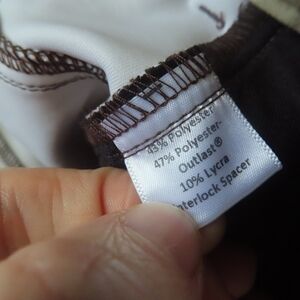 43% Polyester
47% Polyester
Outlast®
10% Lycra
Interlock Spacer